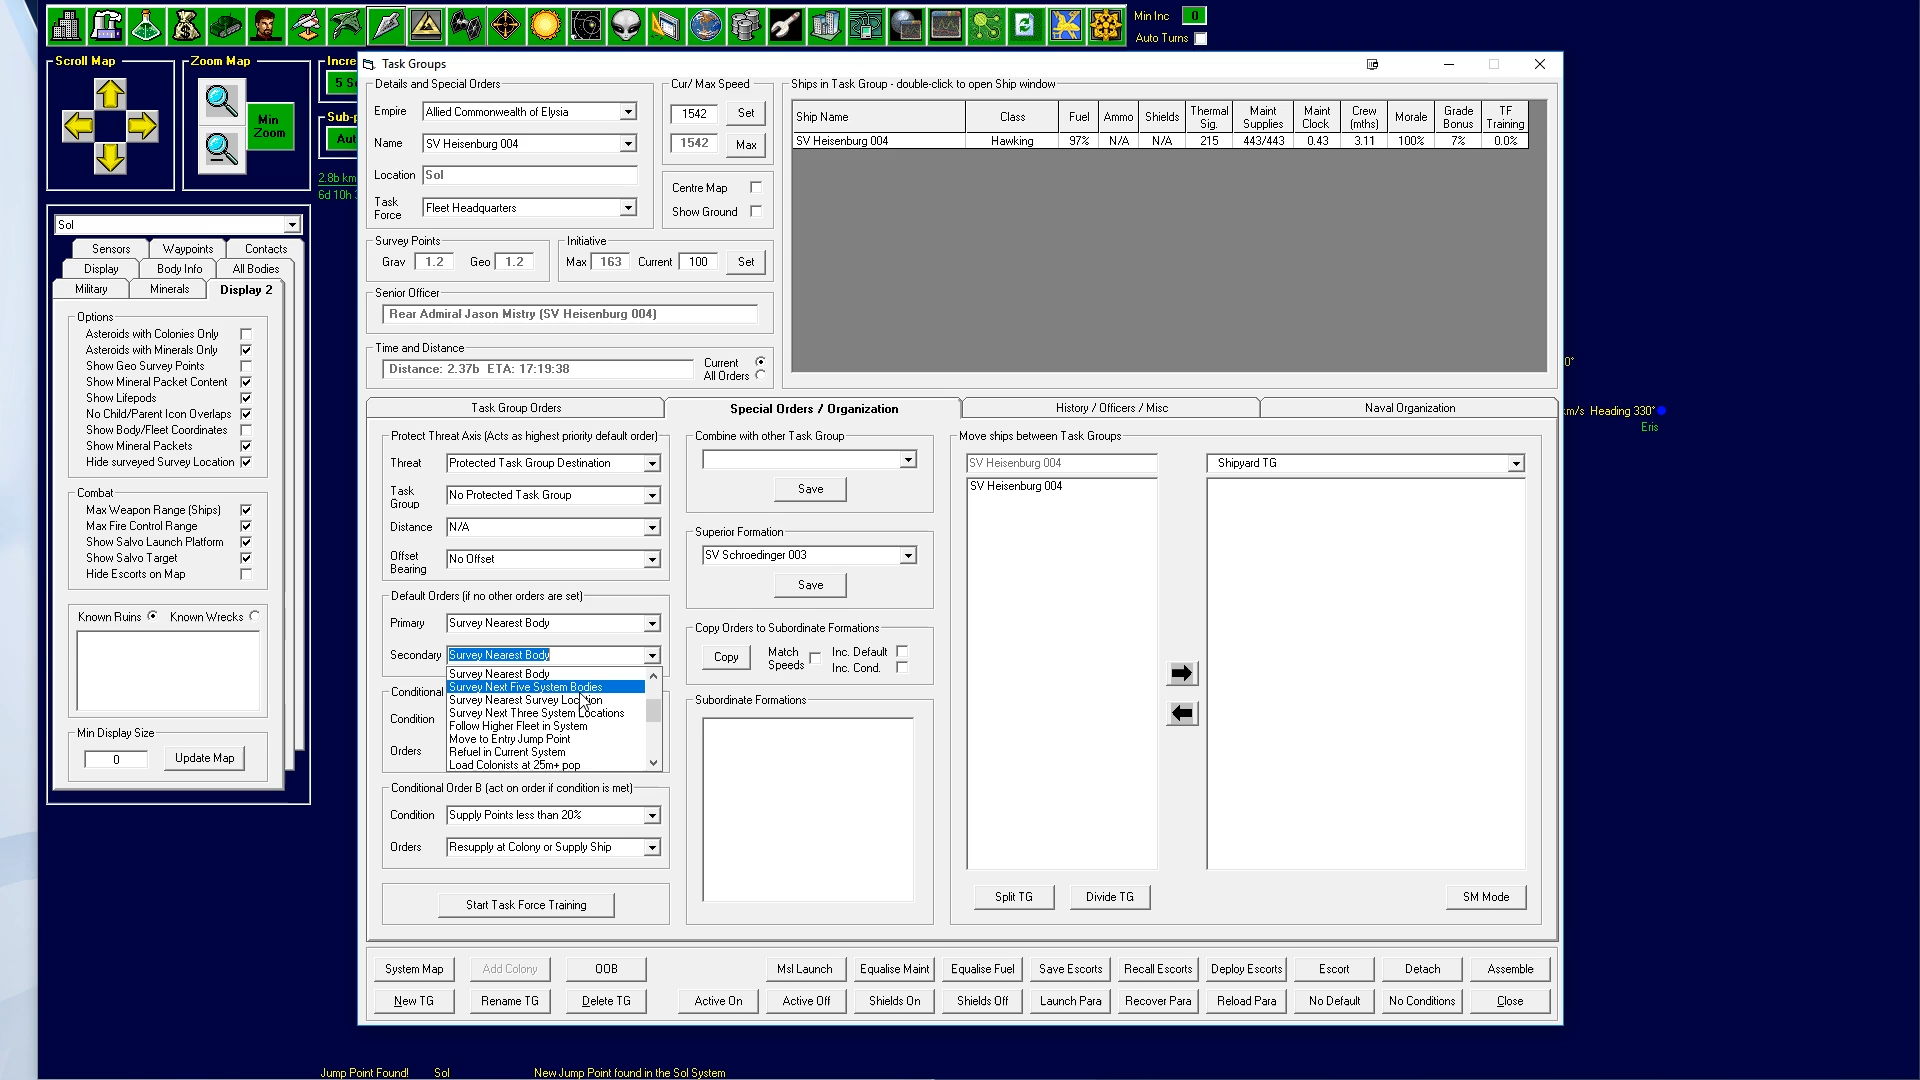 Min Inc 0
Auto Turns
Scroll Map
Zoom Map
Min
Zoom
Incre
5 Se
Sub-p
Aut
2.8b km
6d 10h
Sol
Sensors Waypoints Contacts
Display Body Info All Bodies
Military Minerals Display 2
Options
Asteroids with Colonies Only
Asteroids with Minerals Only
Show Geo Survey Points
Show Mineral Packet Content
Show Lifepods
No Child/Parent Icon Overlaps
Show Body/Fleet Coordinates
Show Mineral Packets
Hide surveyed Survey Location
Combat
Max Weapon Range (Ships)
Max Fire Control Range
Show Salvo Launch Platform
Show Salvo Target
Hide Escorts on Map
Known Ruins Known Wrecks
Min Display Size
0 Update Map
Task Groups
Details and Special Orders
Empire Allied Commonwealth of Elysia
Name SV Heisenburg 004
Location Sol
Task
Force Fleet Headquarters
Cur/ Max Speed
1542 Set
1542 Max
Centre Map
Show Ground
Survey Points
Grav 1.2 Geo 1.2
Initiative
Max 163 Current 100 Set
Senior Officer
Rear Admiral Jason Mistry (SV Heisenburg 004)
Time and Distance
Distance: 2.37b ETA: 17:19:38
Current
All Orders
Ships in Task Group - double-click to open Ship window
Ship Name Class Fuel Ammo Shields Thermal Sig. Maint Supplies Maint Clock Crew (mths) Morale Grade Bonus TF Training
SV Heisenburg 004 Hawking 97% N/A N/A 215 443/443 0.43 3.11 100% 7% 0.0%
0°
km/s Heading 330°
Eris
Task Group Orders Special Orders / Organization History / Officers / Misc Naval Organization
Protect Threat Axis (Acts as highest priority default order)
Threat Protected Task Group Destination
Task
Group No Protected Task Group
Distance N/A
Offset
Bearing No Offset
Default Orders (if no other orders are set)
Primary Survey Nearest Body
Secondary Survey Nearest Body
Survey Nearest Body
Survey Next Five System Bodies
Survey Nearest Survey Location
Survey Next Three System Locations
Follow Higher Fleet in System
Move to Entry Jump Point
Refuel in Current System
Load Colonists at 25m+ pop
Conditional
Condition
Orders
Conditional Order B (act on order if condition is met)
Condition Supply Points less than 20%
Orders Resupply at Colony or Supply Ship
Start Task Force Training
Combine with other Task Group
Save
Superior Formation
SV Schroedinger 003
Save
Copy Orders to Subordinate Formations
Copy Match Speeds Inc. Default
Inc. Cond.
Subordinate Formations
Move ships between Task Groups
SV Heisenburg 004 Shipyard TG
SV Heisenburg 004
Split TG Divide TG SM Mode
System Map Add Colony OOB Msl Launch Equalise Maint Equalise Fuel Save Escorts Recall Escorts Deploy Escorts Escort Detach Assemble
New TG Rename TG Delete TG Active On Active Off Shields On Shields Off Launch Para Recover Para Reload Para No Default No Conditions Close
Jump Point Found! Sol New Jump Point found in the Sol System